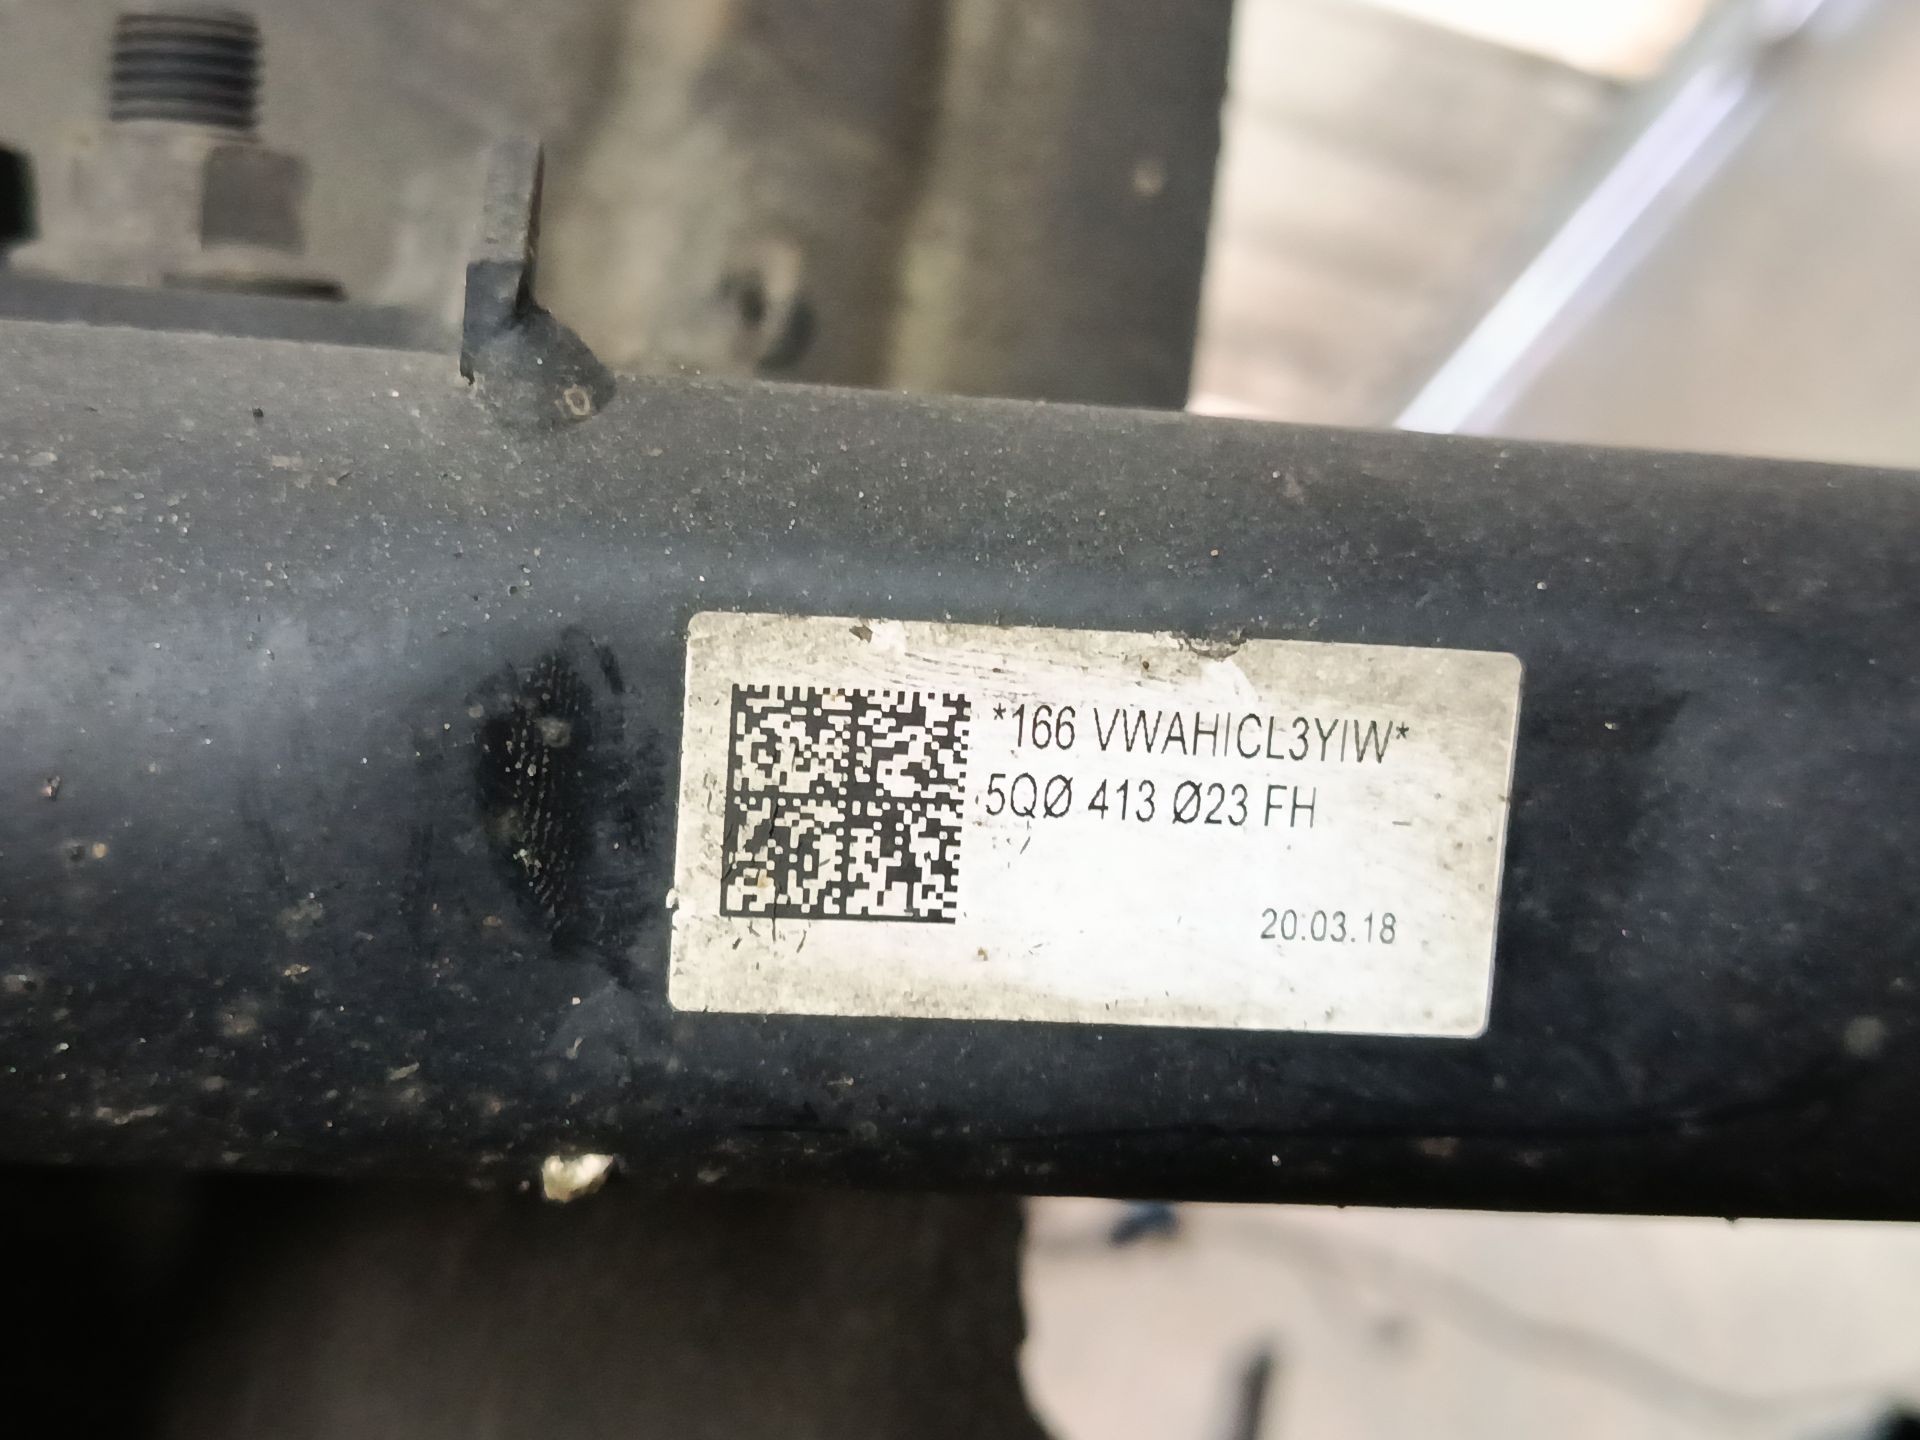 *166 VWAHICL3YIW*
5QØ 413 Ø23 FH _
20.03.18